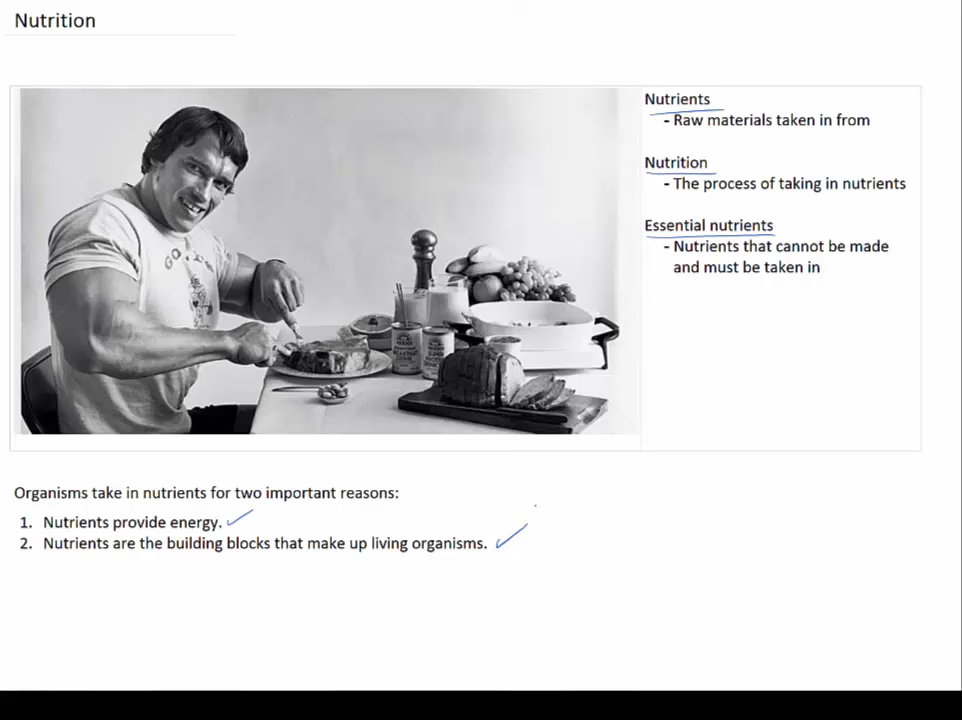 Nutrition
Nutrients
- Raw materials taken in from
Nutrition
- The process of taking in nutrients
Essential nutrients
- Nutrients that cannot be made
and must be taken in
Organisms take in nutrients for two important reasons:
1. Nutrients provide energy.
2. Nutrients are the building blocks that make up living organisms.